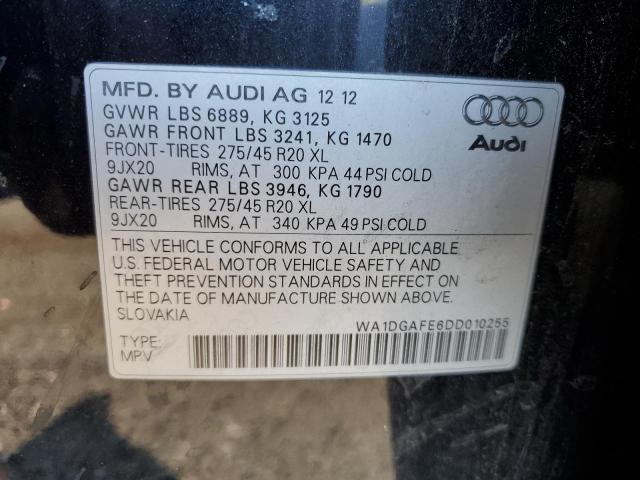 MFD. BY AUDI AG 12 12
GVWR LBS 6889, KG 3125
GAWR FRONT LBS 3241, KG 1470
FRONT-TIRES 275/45 R20 XL
9JX20 RIMS, AT 300 KPA 44 PSI COLD
GAWR REAR LBS 3946, KG 1790
REAR-TIRES 275/45 R20 XL
9JX20 RIMS, AT 340 KPA 49 PSI COLD
Audi
THIS VEHICLE CONFORMS TO ALL APPLICABLE
U.S. FEDERAL MOTOR VEHICLE SAFETY AND
THEFT PREVENTION STANDARDS IN EFFECT ON
THE DATE OF MANUFACTURE SHOWN ABOVE.
SLOVAKIA
WA1DGAFE6DD010255
TYPE:
MPV